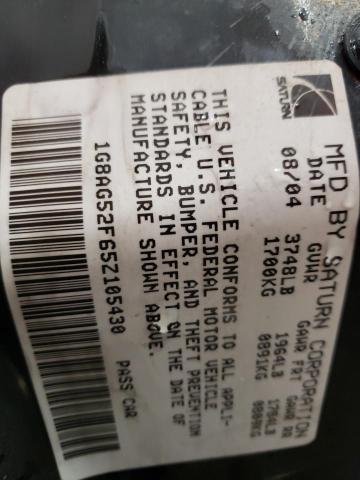 SATURN
MFD BY SATURN CORPORATION
DATE GVWR GAWR FRT GAWR RR
08/04 3748LB 1964LB 1784LB
1700KG 0891KG 0809KG
THIS VEHICLE CONFORMS TO ALL APPLI-
CABLE U.S. FEDERAL MOTOR VEHICLE
SAFETY, BUMPER, AND THEFT PREVENTION
STANDARDS IN EFFECT ON THE DATE OF
MANUFACTURE SHOWN ABOVE.
1G8AG52F65Z105430 PASS CAR